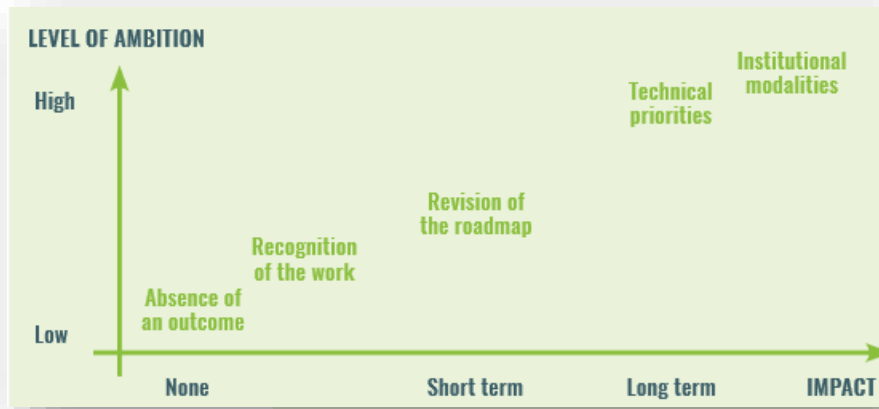 LEVEL OF AMBITION
High
Institutional
modalities
Technical
priorities
Revision of
the roadmap
Recognition
of the work
Absence of
an outcome
Low
None
Short term
Long term
IMPACT